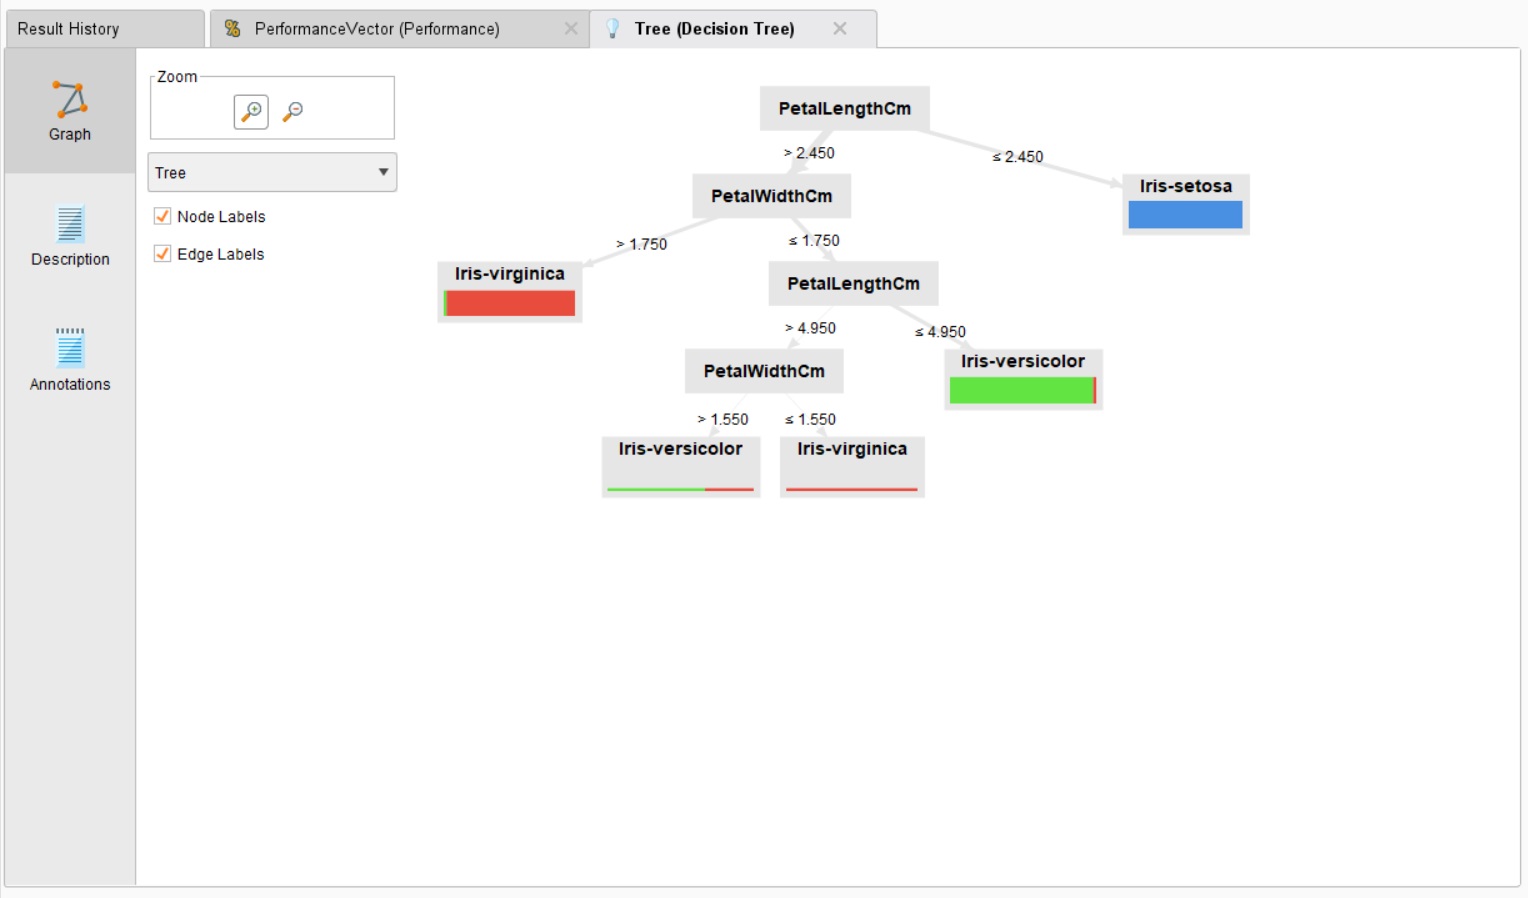 Result History
PerformanceVector (Performance)
Tree (Decision Tree)
Graph
Description
Annotations
Zoom
Tree
Node Labels
Edge Labels
PetalLengthCm
> 2.450
≤ 2.450
PetalWidthCm
Iris-setosa
> 1.750
≤ 1.750
Iris-virginica
PetalLengthCm
> 4.950
≤ 4.950
PetalWidthCm
Iris-versicolor
> 1.550
≤ 1.550
Iris-versicolor
Iris-virginica